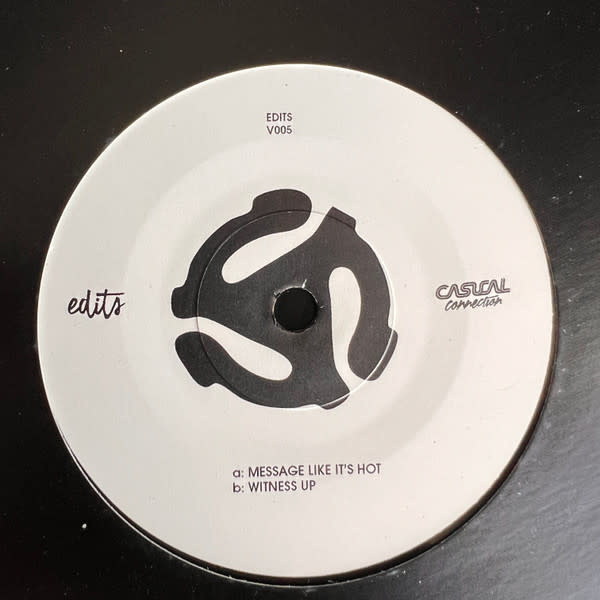 EDITS
V005
edits
CASUAL
Connection
a: MESSAGE LIKE IT'S HOT
b: WITNESS UP